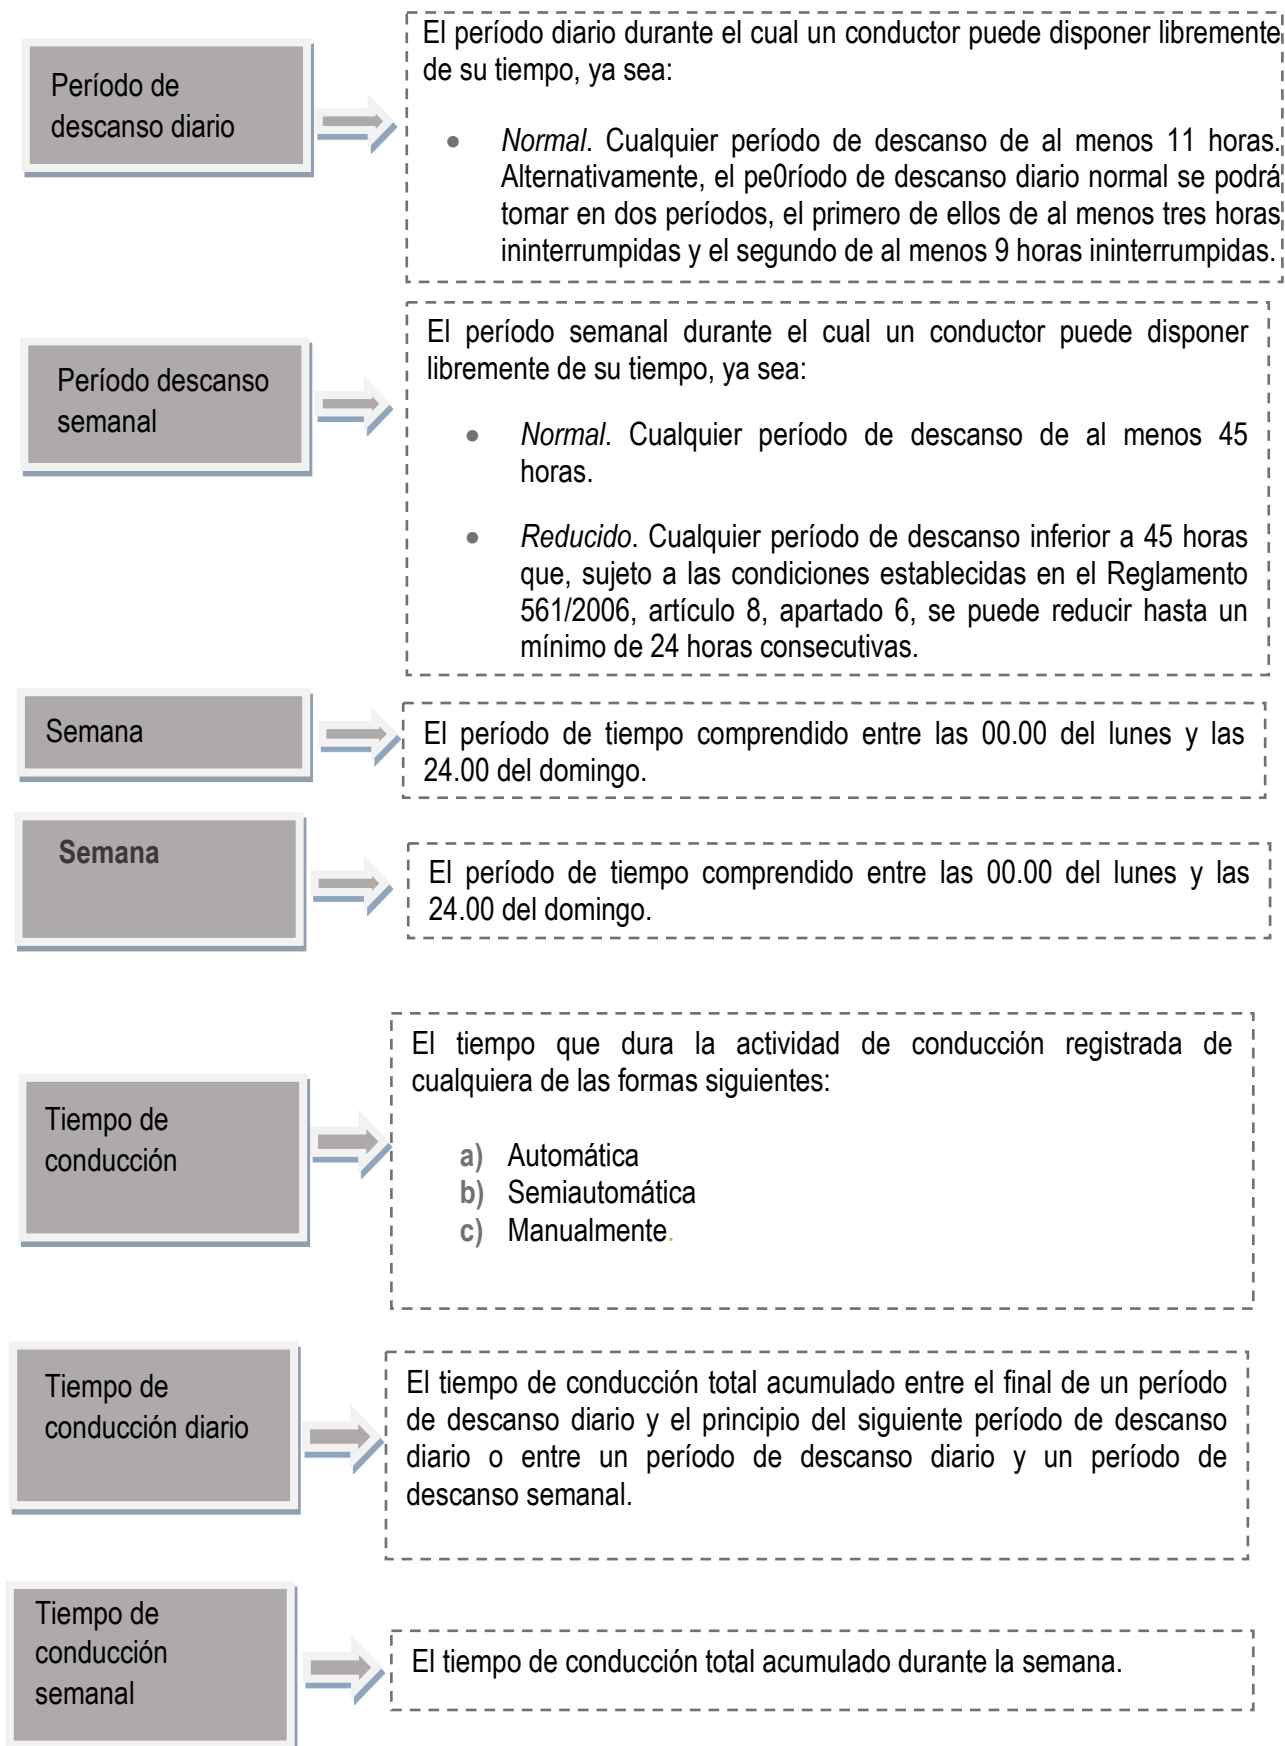 Período de
descanso diario
El período diario durante el cual un conductor puede disponer libremente
de su tiempo, ya sea:
• Normal. Cualquier período de descanso de al menos 11 horas.
Alternativamente, el pe0ríodo de descanso diario normal se podrá
tomar en dos períodos, el primero de ellos de al menos tres horas
ininterrumpidas y el segundo de al menos 9 horas ininterrumpidas.
Período descanso
semanal
El período semanal durante el cual un conductor puede disponer
libremente de su tiempo, ya sea:
• Normal. Cualquier período de descanso de al menos 45
horas.
• Reducido. Cualquier período de descanso inferior a 45 horas
que, sujeto a las condiciones establecidas en el Reglamento
561/2006, artículo 8, apartado 6, se puede reducir hasta un
mínimo de 24 horas consecutivas.
Semana
El período de tiempo comprendido entre las 00.00 del lunes y las
24.00 del domingo.
Semana
El período de tiempo comprendido entre las 00.00 del lunes y las
24.00 del domingo.
Tiempo de
conducción
El tiempo que dura la actividad de conducción registrada de
cualquiera de las formas siguientes:
a) Automática
b) Semiautomática
c) Manualmente.
Tiempo de
conducción diario
El tiempo de conducción total acumulado entre el final de un período
de descanso diario y el principio del siguiente período de descanso
diario o entre un período de descanso diario y un período de
descanso semanal.
Tiempo de
conducción
semanal
El tiempo de conducción total acumulado durante la semana.